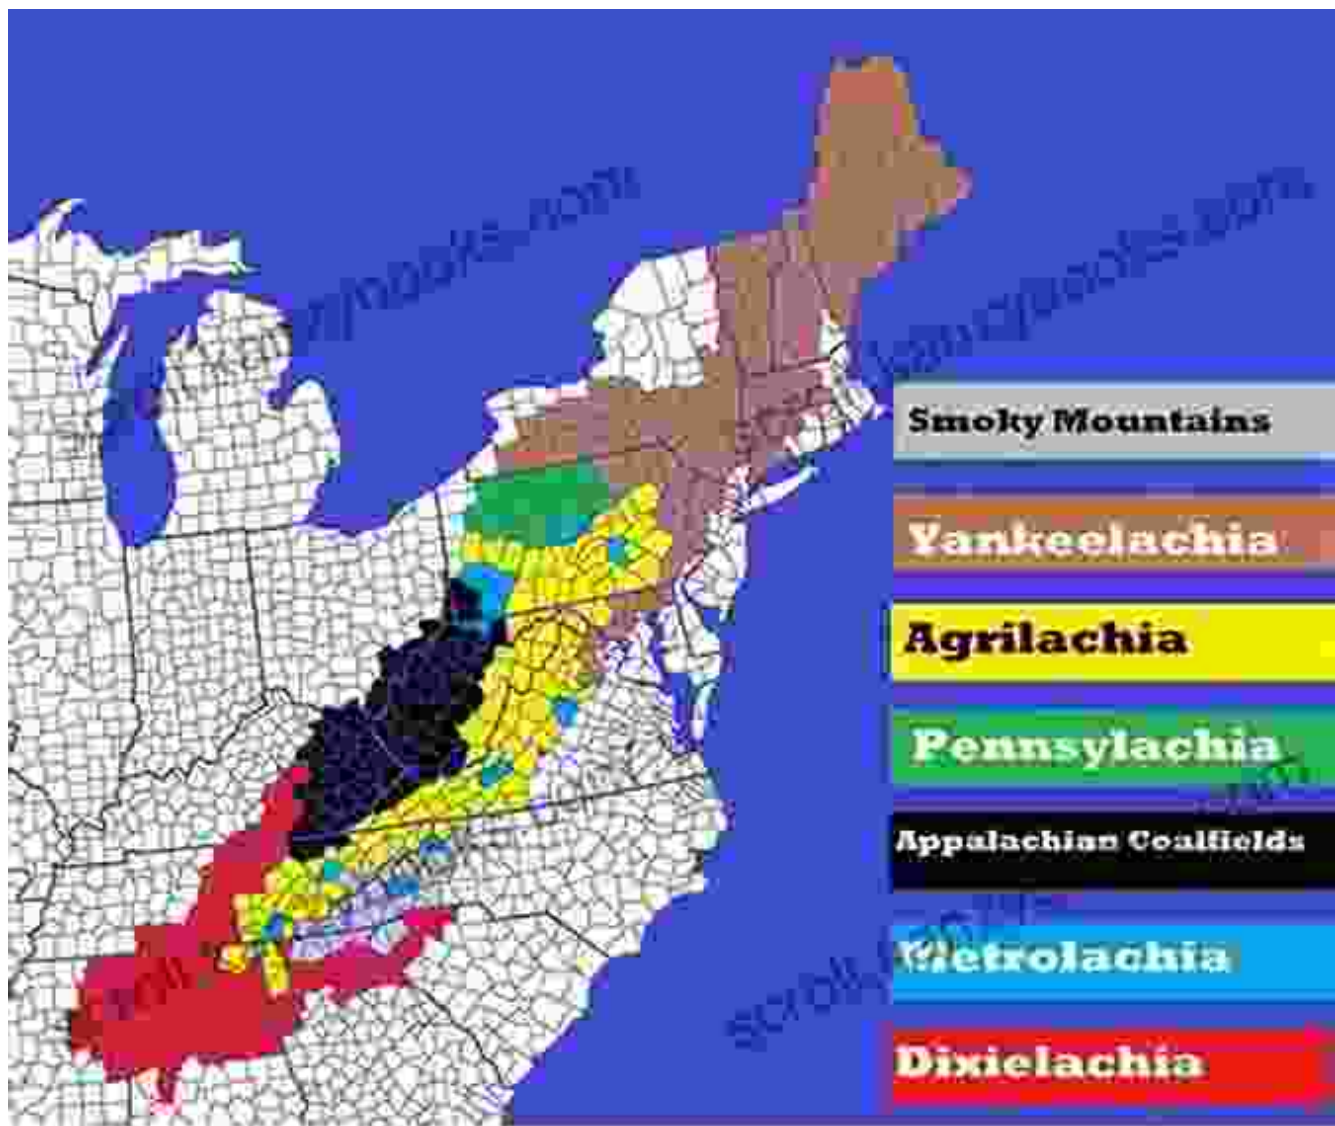 Smoky Mountains
Yankeelachia
Agrilachia
Pennsylachia
Appalachian Coalfields
Metrolachia
Dixielachia